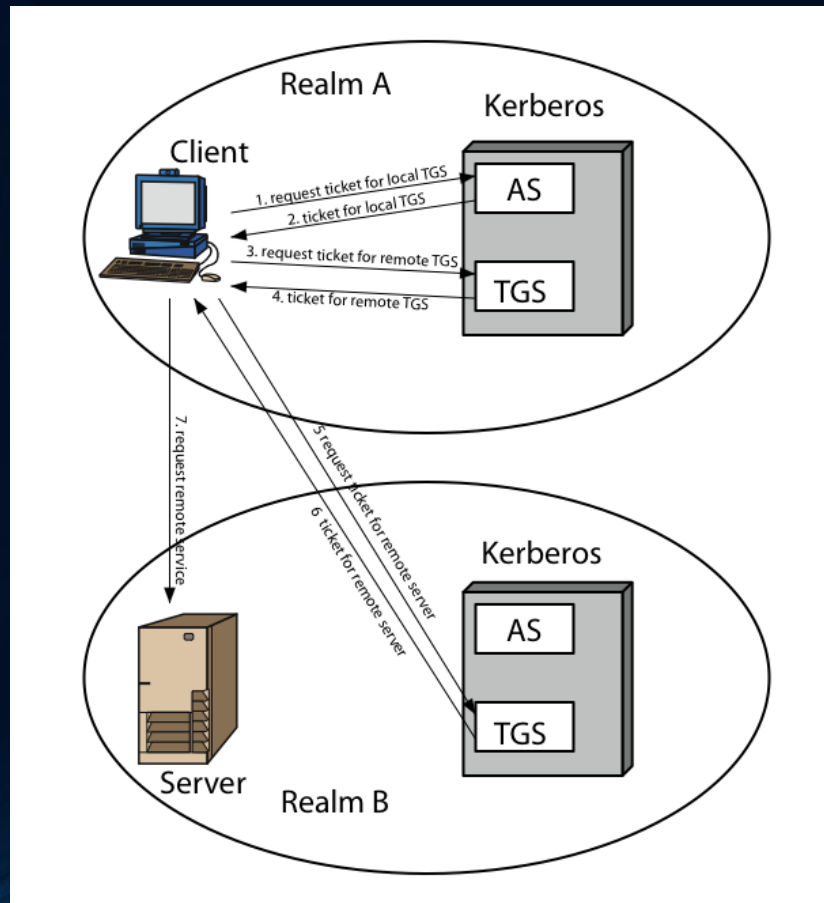 Realm A
Kerberos
Client
1. request ticket for local TGS
AS
2. ticket for local TGS
3. request ticket for remote TGS
TGS
4. ticket for remote TGS
7. request remote service
5 request ticket for remote server
6 ticket for remote server
Kerberos
AS
TGS
Server
Realm B